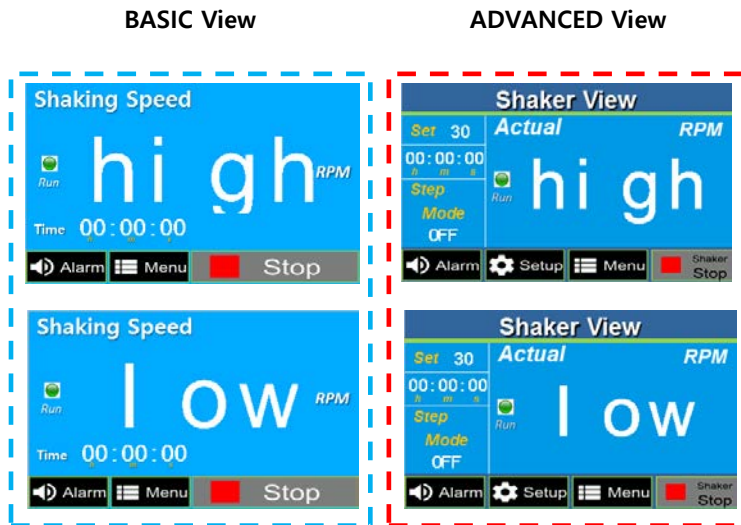 BASIC View
ADVANCED View
Shaking Speed
hi gh
RPM
Run
Time 00:00:00
h m s
Alarm Menu Stop
Shaker View
Set 30
Actual RPM
00:00:00
h m s
Step
Mode
OFF
Run
hi gh
Alarm Setup Menu Shaker Stop
Shaking Speed
low
RPM
Run
Time 00:00:00
h m s
Alarm Menu Stop
Shaker View
Set 30
Actual RPM
00:00:00
h m s
Step
Mode
OFF
Run
low
Alarm Setup Menu Shaker Stop